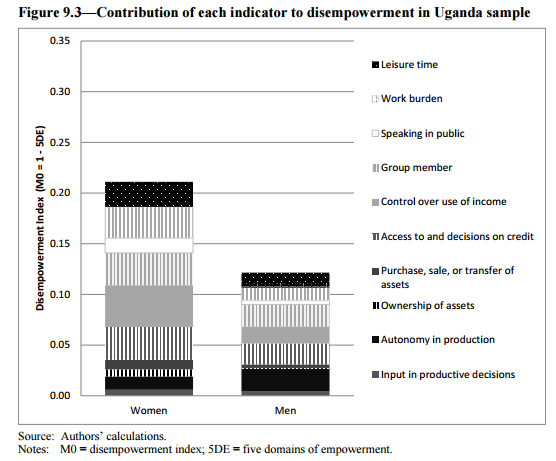 Figure 9.3—Contribution of each indicator to disempowerment in Uganda sample
0.35
0.30
0.25
0.20
0.15
0.10
0.05
0.00
Disempowerment Index (M0 = 1 - 5DE)
Women
Men
Leisure time
Work burden
Speaking in public
Group member
Control over use of income
Access to and decisions on credit
Purchase, sale, or transfer of
assets
Ownership of assets
Autonomy in production
Input in productive decisions
Source: Authors' calculations.
Notes: M0 = disempowerment index; 5DE = five domains of empowerment.